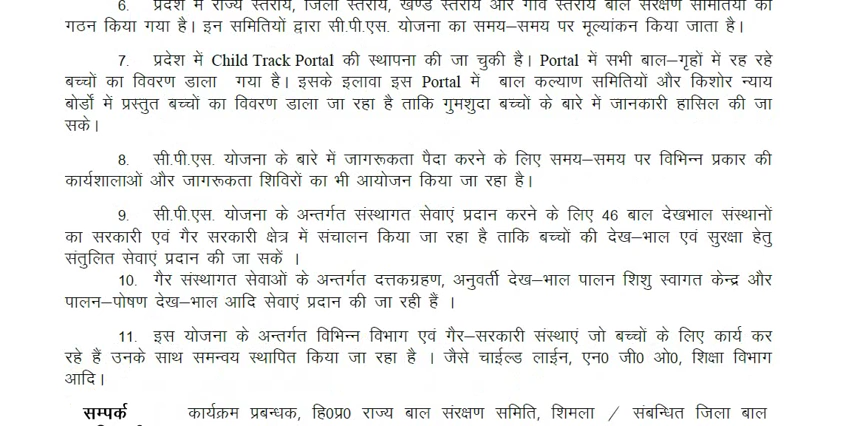 6. प्रदेश में राज्य स्तरीय, जिला स्तरीय, खण्ड स्तरीय और गांव स्तरीय बाल संरक्षण समितियों का
गठन किया गया है। इन समितियों द्वारा सी.पी.एस. योजना का समय–समय पर मूल्यांकन किया जाता है।
7. प्रदेश में Child Track Portal की स्थापना की जा चुकी है। Portal में सभी बाल–गृहों में रह रहे
बच्चों का विवरण डाला गया है। इसके इलावा इस Portal में बाल कल्याण समितियों और किशोर न्याय
बोर्डों में प्रस्तुत बच्चों का विवरण डाला जा रहा है ताकि गुमशुदा बच्चों के बारे में जानकारी हासिल की जा
सके।
8. सी.पी.एस. योजना के बारे में जागरूकता पैदा करने के लिए समय–समय पर विभिन्न प्रकार की
कार्यशालाओं और जागरूकता शिविरों का भी आयोजन किया जा रहा है।
9. सी.पी.एस. योजना के अन्तर्गत संस्थागत सेवाएं प्रदान करने के लिए 46 बाल देखभाल संस्थानों
का सरकारी एवं गैर सरकारी क्षेत्र में संचालन किया जा रहा है ताकि बच्चों की देख–भाल एवं सुरक्षा हेतु
संतुलित सेवाएं प्रदान की जा सकें ।
10. गैर संस्थागत सेवाओं के अन्तर्गत दत्तकग्रहण, अनुवर्ती देख–भाल पालन शिशु स्वागत केन्द्र और
पालन–पोषण देख–भाल आदि सेवाएं प्रदान की जा रही हैं ।
11. इस योजना के अन्तर्गत विभिन्न विभाग एवं गैर–सरकारी संस्थाएं जो बच्चों के लिए कार्य कर
रहे हैं उनके साथ समन्वय स्थापित किया जा रहा है । जैसे चाईल्ड लाईन, एन0 जी0 ओ0, शिक्षा विभाग
आदि।
सम्पर्क कार्यक्रम प्रबन्धक, हि0प्र0 राज्य बाल संरक्षण समिति, शिमला / संबन्धित जिला बाल